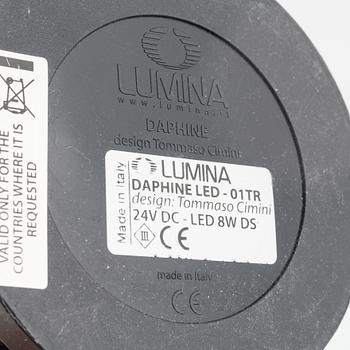 LUMINA
www.lumina.it
DAPHINE
design Tommaso Cimini
Made in Italy
LUMINA
DAPHINE LED - 01TR
design: Tommaso Cimini
24V DC - LED 8W DS
III CE
made in Italy
CE
VALID ONLY FOR THE
COUNTRIES WHERE IT IS
REQUESTED